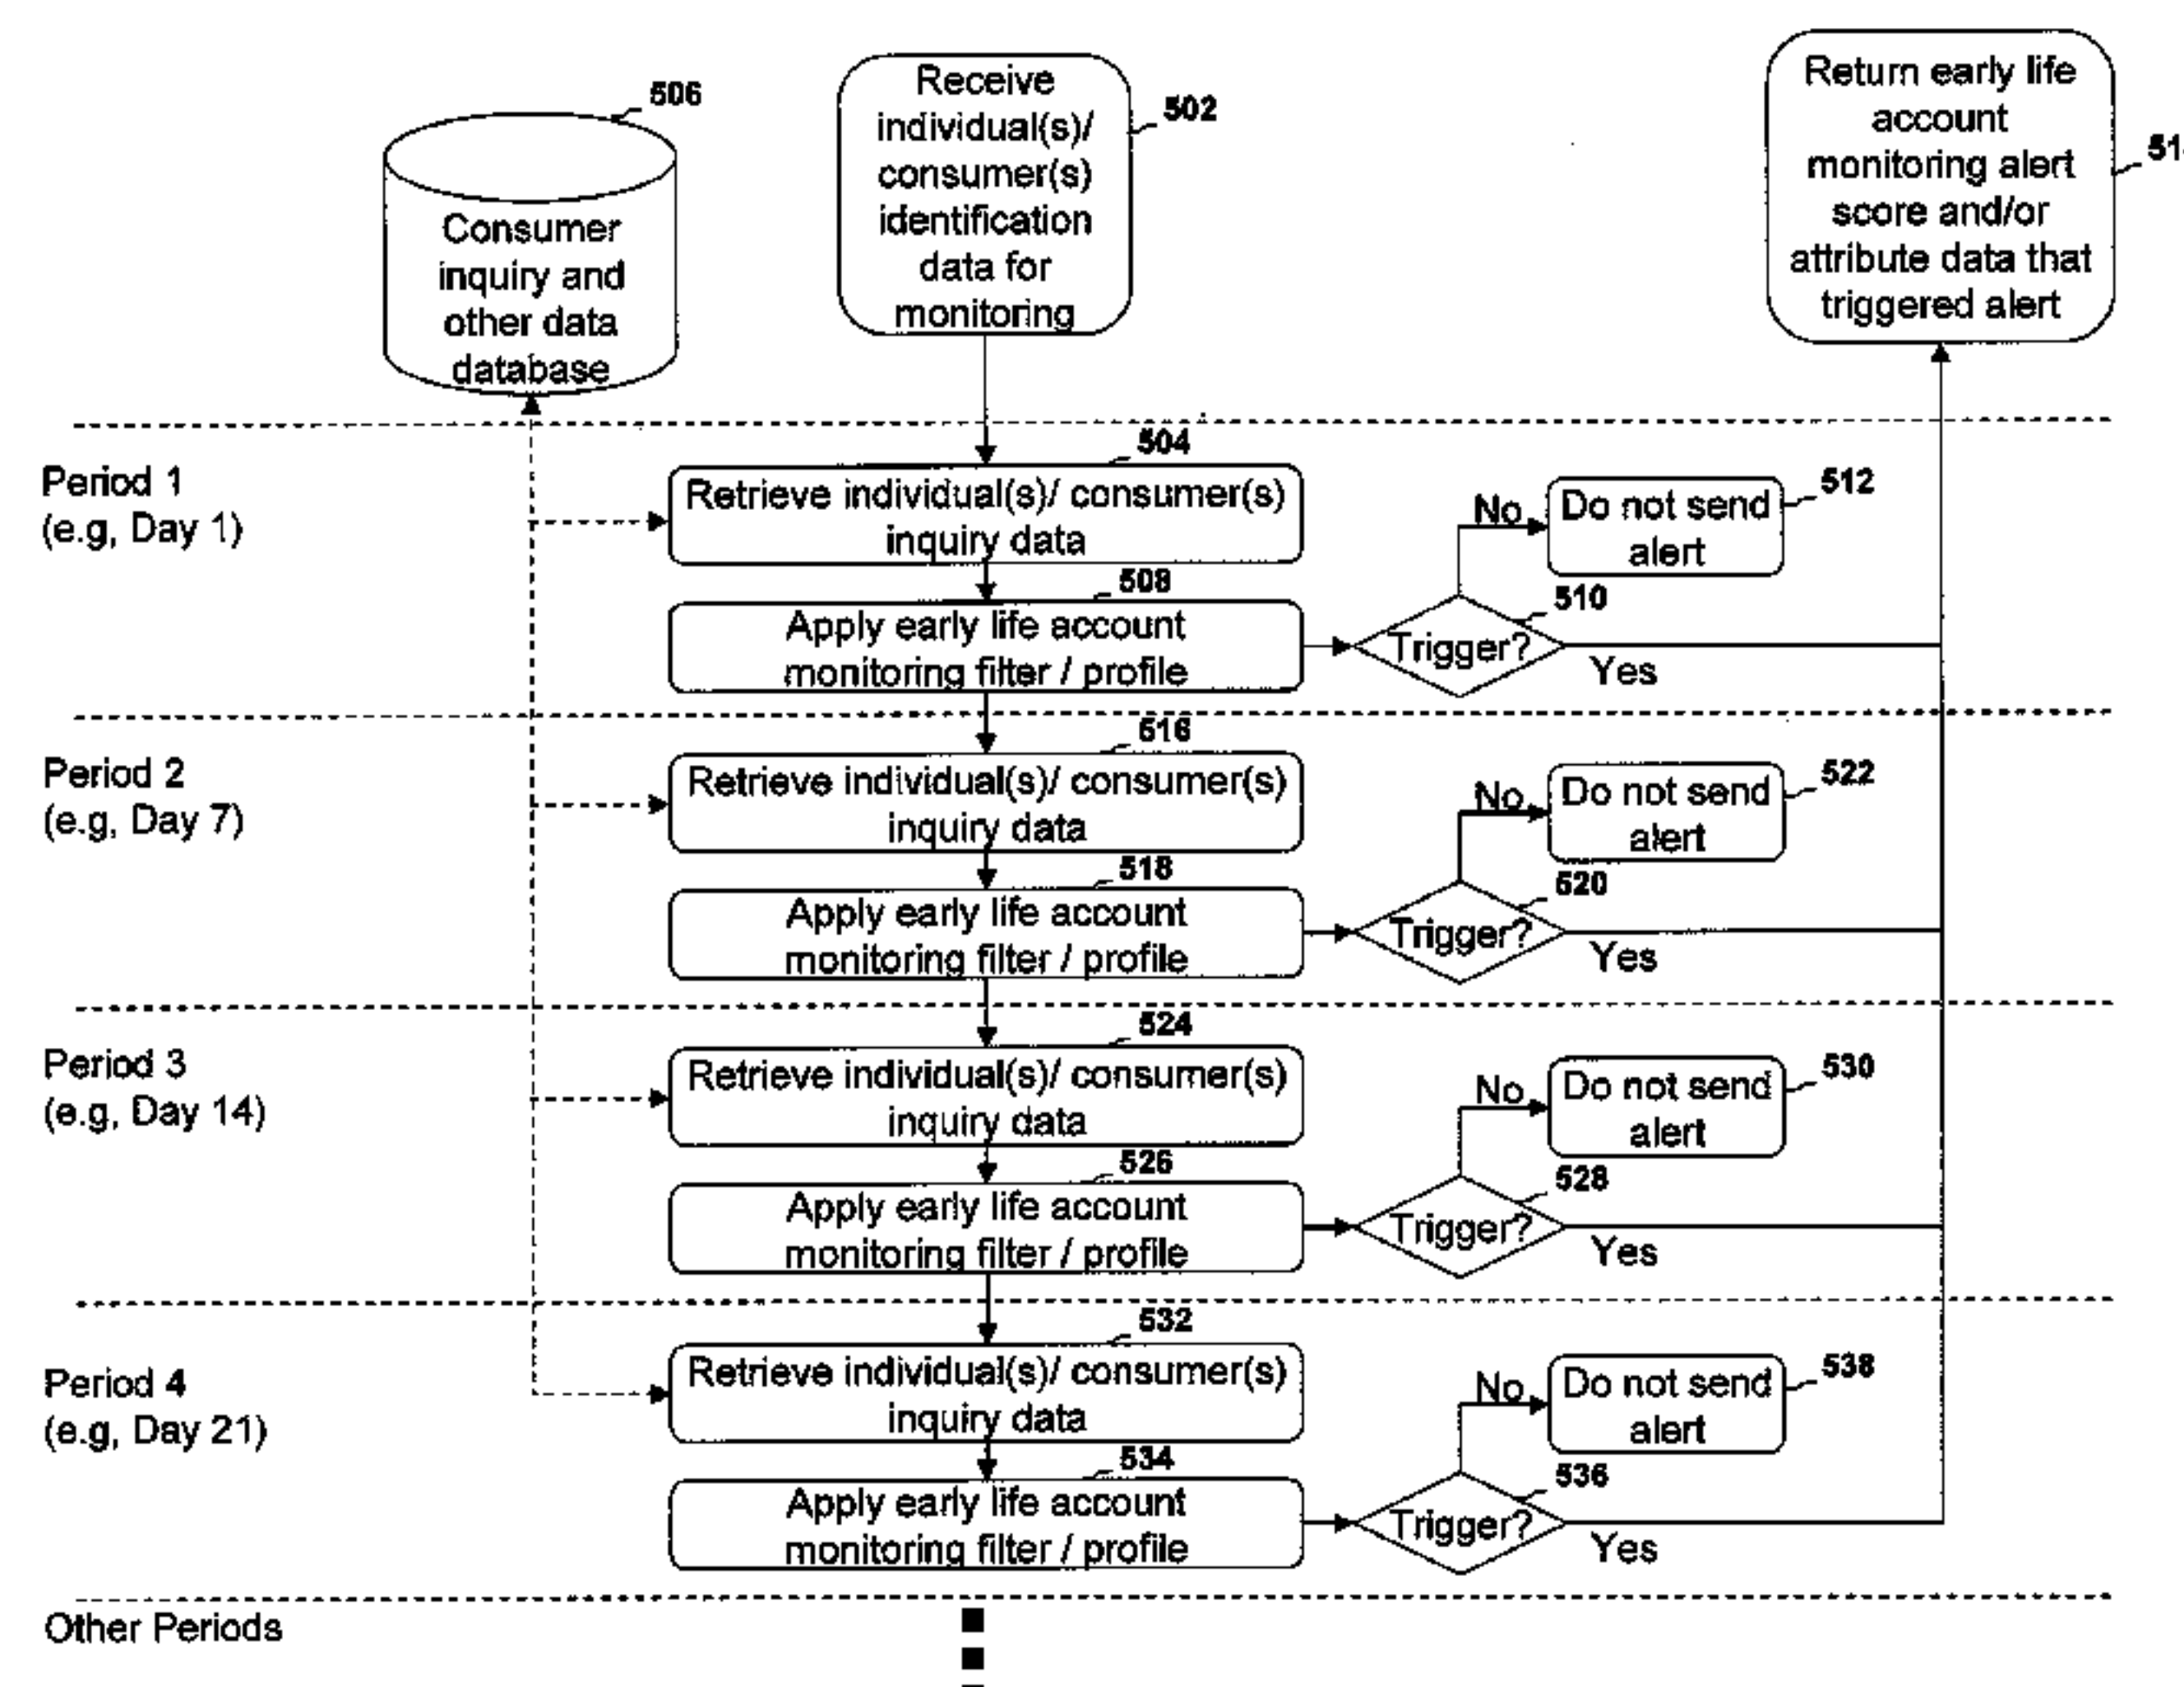 506
Consumer
inquiry and
other data
database
502
Receive
individual(s)/
consumer(s)
identification
data for
monitoring
Return early life
account
monitoring alert
score and/or
attribute data that
triggered alert
Period 1
(e.g, Day 1)
504
Retrieve individual(s)/ consumer(s)
inquiry data
508
Apply early life account
monitoring filter / profile
510
Trigger?
No
Yes
512
Do not send
alert
Period 2
(e.g, Day 7)
516
Retrieve individual(s)/ consumer(s)
inquiry data
518
Apply early life account
monitoring filter / profile
520
Trigger?
No
Yes
522
Do not send
alert
Period 3
(e.g, Day 14)
524
Retrieve individual(s)/ consumer(s)
inquiry data
526
Apply early life account
monitoring filter / profile
528
Trigger?
No
Yes
530
Do not send
alert
Period 4
(e.g, Day 21)
532
Retrieve individual(s)/ consumer(s)
inquiry data
534
Apply early life account
monitoring filter / profile
536
Trigger?
No
Yes
538
Do not send
alert
Other Periods